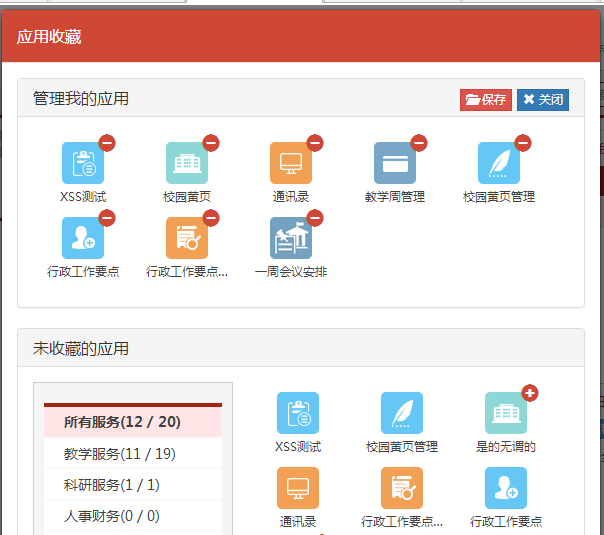 应用收藏
管理我的应用
保存 关闭
XSS测试 校园黄页 通讯录 教学周管理 校园黄页管理
行政工作要点 行政工作要点... 一周会议安排
未收藏的应用
所有服务(12 / 20)
教学服务(11 / 19)
科研服务(1 / 1)
人事财务(0 / 0)
XSS测试 校园黄页管理 是的无谓的
通讯录 行政工作要点... 行政工作要点